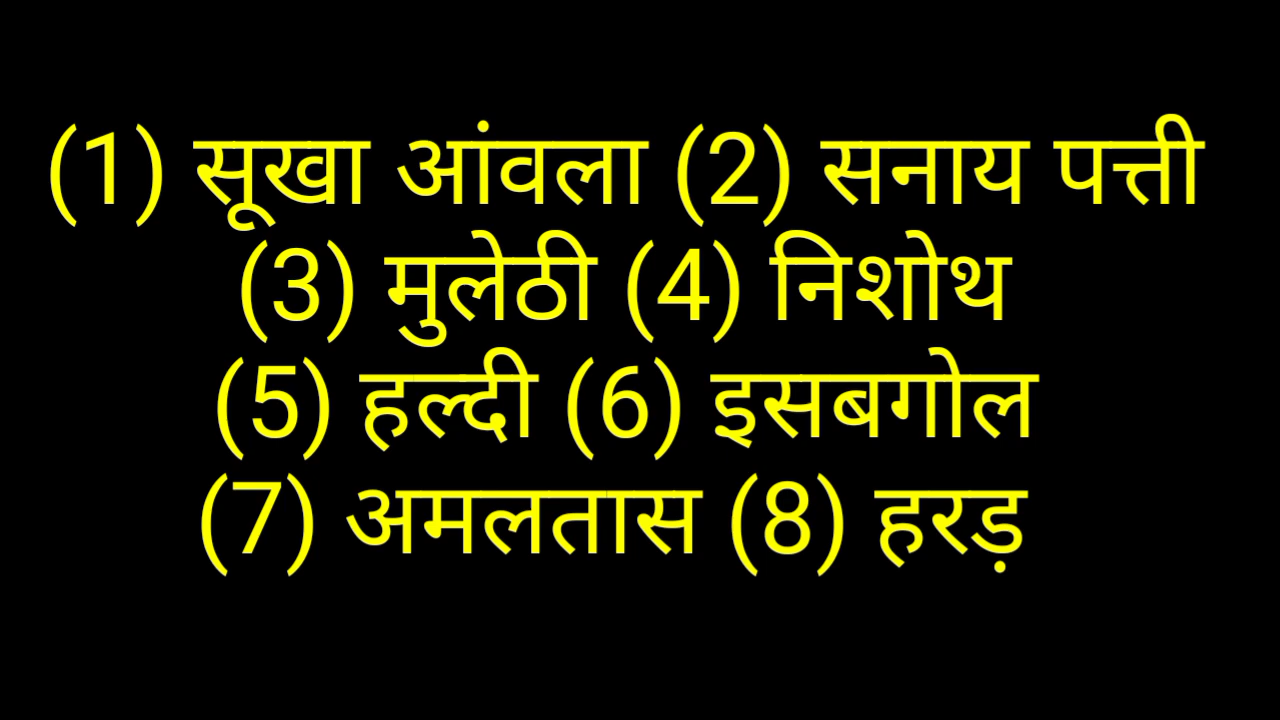 (1) सूखा आंवला (2) सनाय पत्ती
(3) मुलेठी (4) निशोथ
(5) हल्दी (6) इसबगोल
(7) अमलतास (8) हरड़